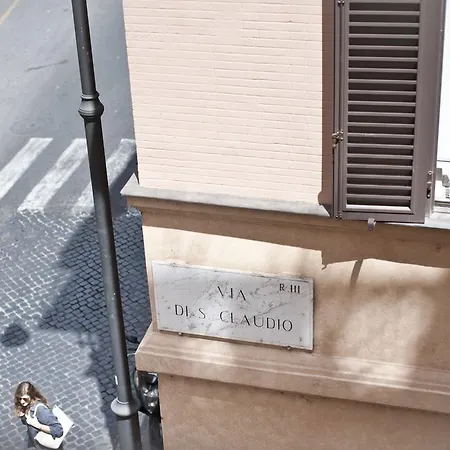 R III
VIA
DI S. CLAUDIO